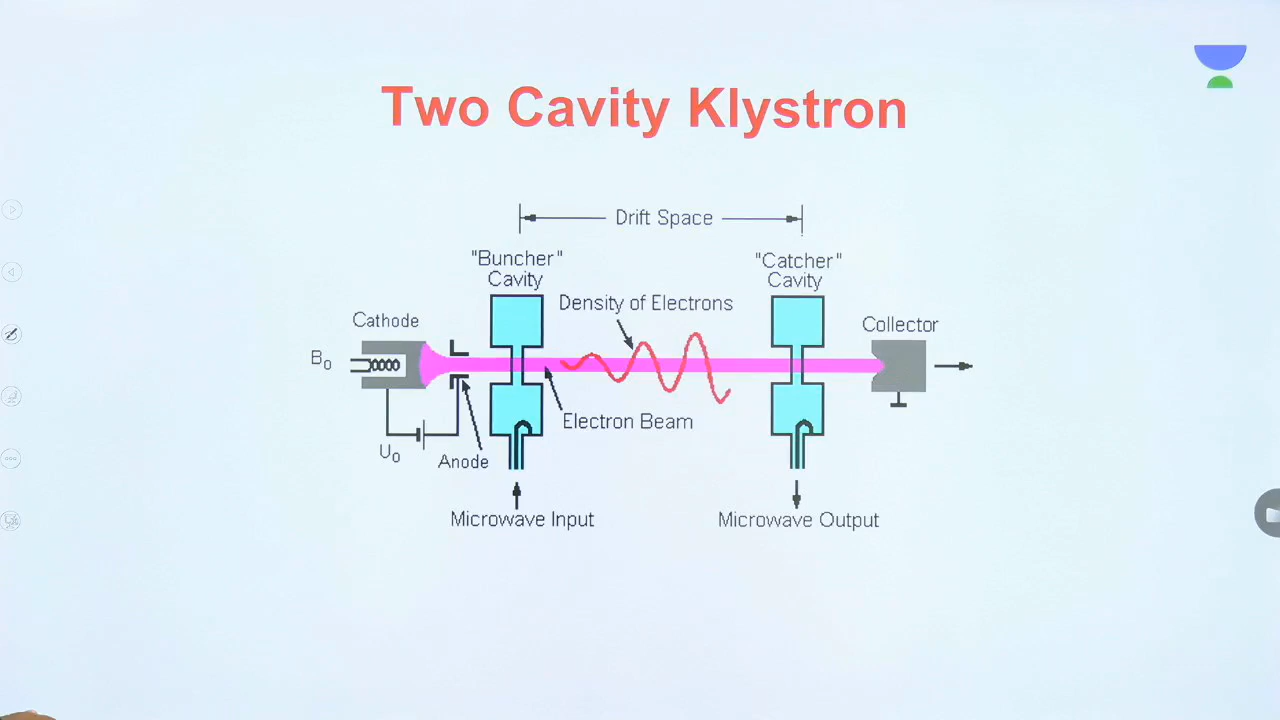 Two Cavity Klystron
Drift Space
"Buncher"
Cavity
"Catcher"
Cavity
Density of Electrons
Cathode
Collector
B₀
Electron Beam
U₀
Anode
Microwave Input
Microwave Output